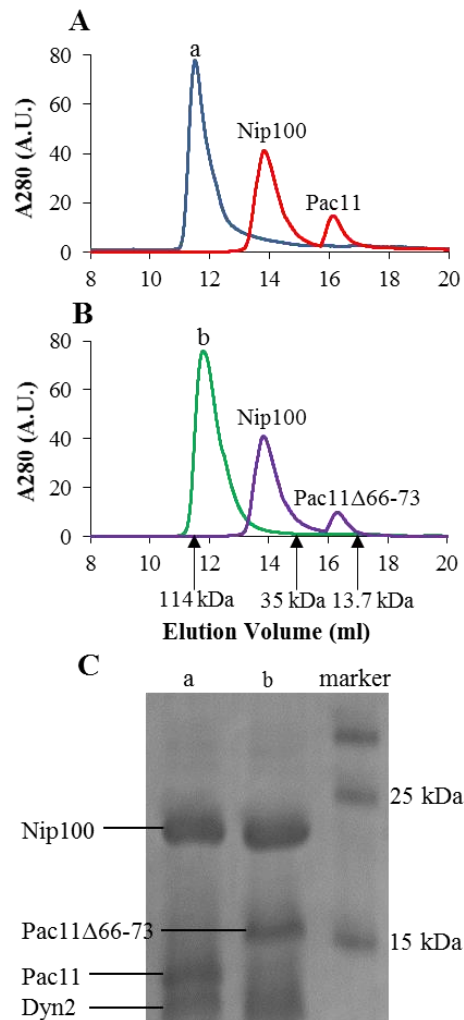 A
80
60
40
20
0
A280 (A.U.)
a
Nip100
Pac11
8 10 12 14 16 18 20
B
80
60
40
20
0
A280 (A.U.)
b
Nip100
Pac11Δ66-73
8 10 12 14 16 18 20
114 kDa 35 kDa 13.7 kDa
Elution Volume (ml)
C
a b marker
25 kDa
Nip100
Pac11Δ66-73
15 kDa
Pac11
Dyn2